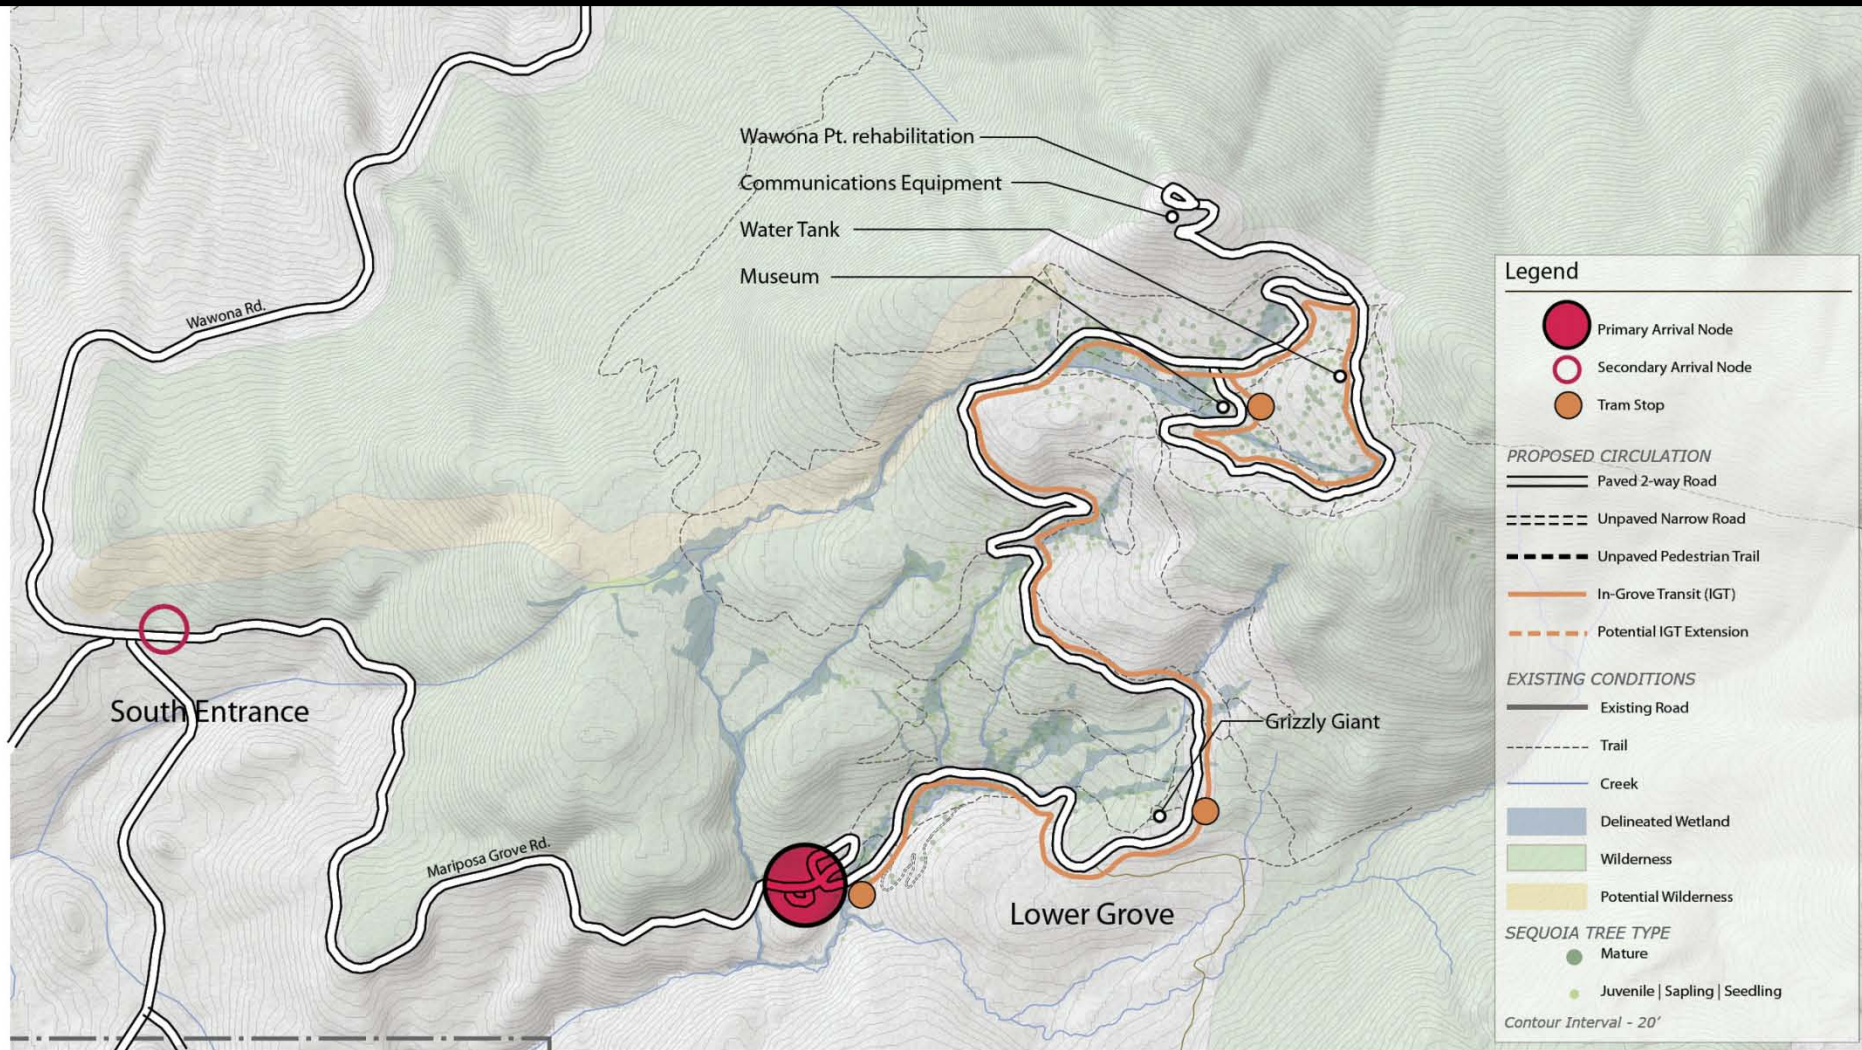 Wawona Pt. rehabilitation
Communications Equipment
Water Tank
Museum
Wawona Rd.
South Entrance
Mariposa Grove Rd.
Grizzly Giant
Lower Grove
Legend
Primary Arrival Node
Secondary Arrival Node
Tram Stop
PROPOSED CIRCULATION
Paved 2-way Road
Unpaved Narrow Road
Unpaved Pedestrian Trail
In-Grove Transit (IGT)
Potential IGT Extension
EXISTING CONDITIONS
Existing Road
Trail
Creek
Delineated Wetland
Wilderness
Potential Wilderness
SEQUOIA TREE TYPE
Mature
Juvenile | Sapling | Seedling
Contour Interval - 20'